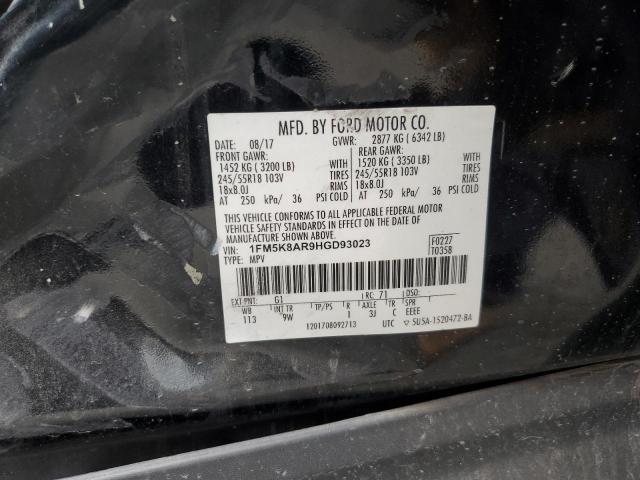 MFD. BY FORD MOTOR CO.
DATE: 08/17 GVWR: 2877 KG ( 6342 LB)
FRONT GAWR: REAR GAWR:
1452 KG ( 3200 LB) WITH 1520 KG ( 3350 LB) WITH
245/55R18 103V TIRES 245/55R18 103V TIRES
18x8.0J RIMS 18x8.0J RIMS
AT 250 kPa/ 36 PSI COLD AT 250 kPa/ 36 PSI COLD
THIS VEHICLE CONFORMS TO ALL APPLICABLE FEDERAL MOTOR
VEHICLE SAFETY STANDARDS IN EFFECT ON THE DATE OF
MANUFACTURE SHOWN ABOVE.
VIN: 1FM5K8AR9HGD93023 F0227
TYPE: MPV T0358
EXT PNT: G1 RC: 71 DSO:
WB INT TR TP/PS R AXLE TR SPR
113 9W I 3J C EEEE
1201708092713 UTC ▽ 5U5A-1520472-BA